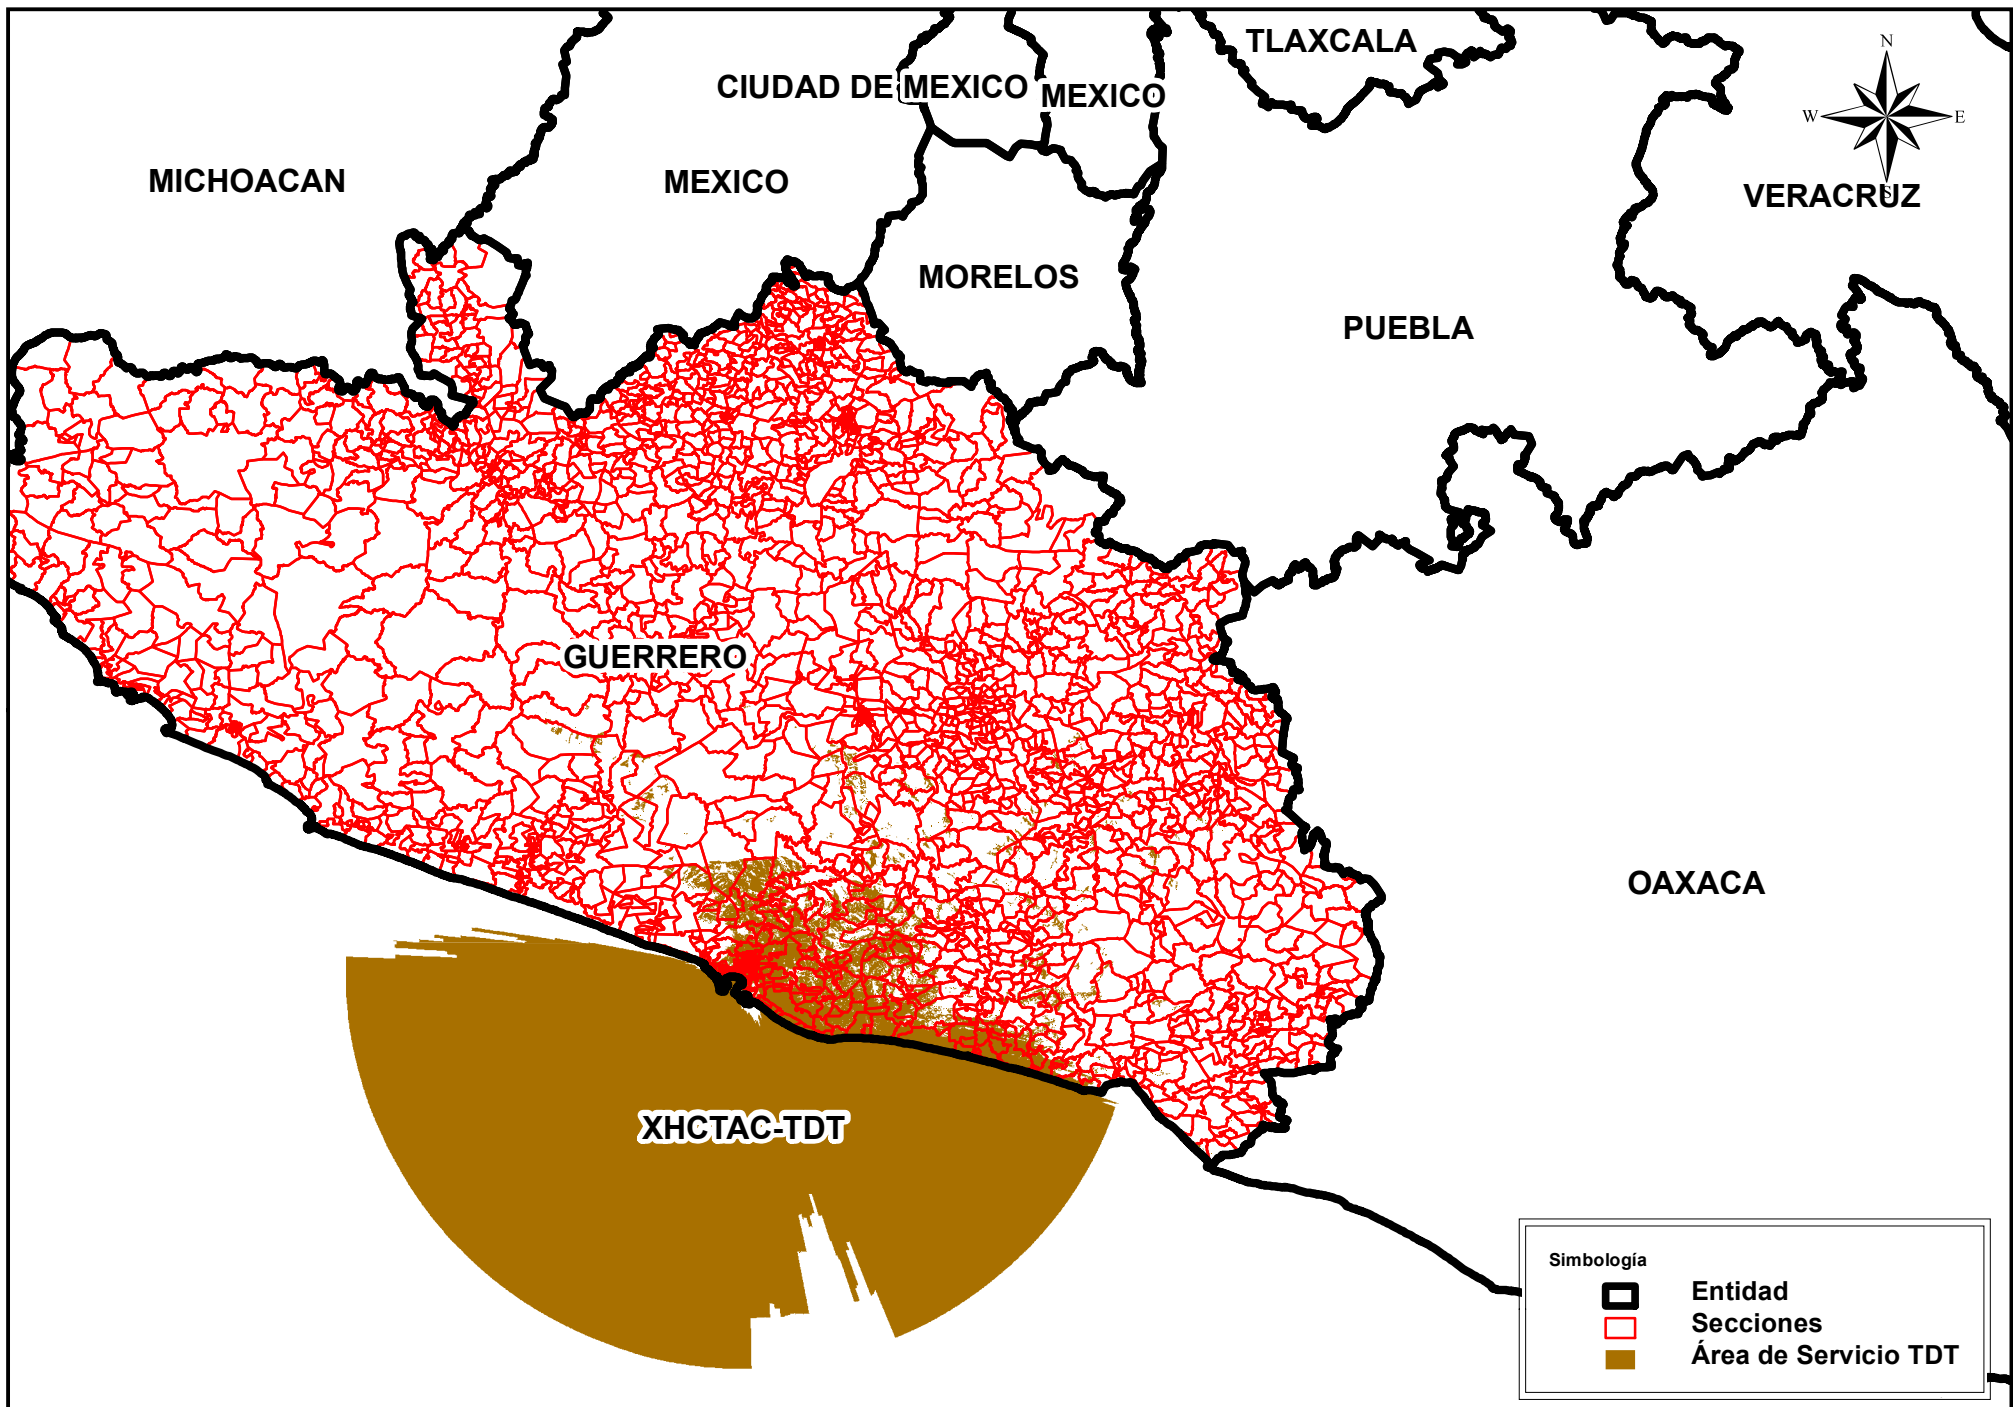 TLAXCALA
N
CIUDAD DE MEXICO
MEXICO
W
E
S
MICHOACAN
MEXICO
VERACRUZ
MORELOS
PUEBLA
GUERRERO
OAXACA
XHCTAC-TDT
Simbología
Entidad
Secciones
Área de Servicio TDT